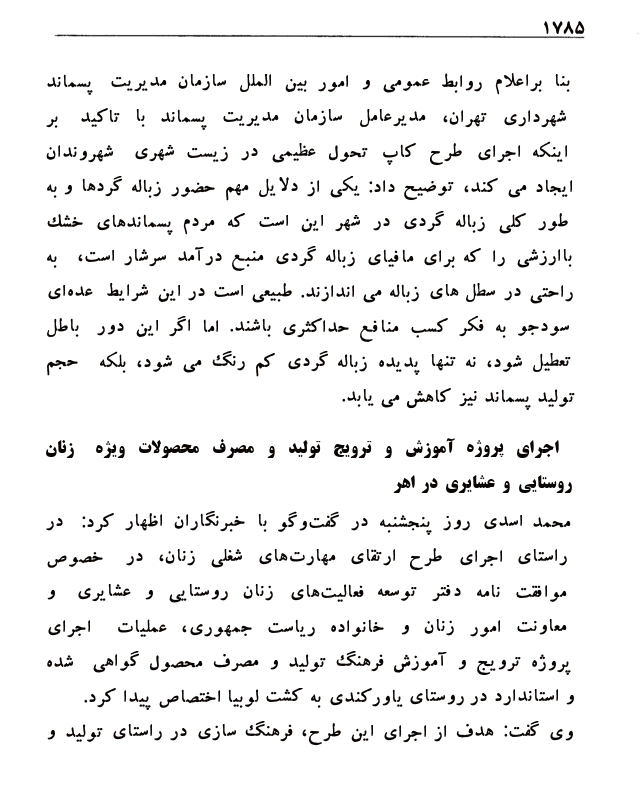 ۱۷۸۵
بنا براعلام روابط عمومی و امور بین الملل سازمان مدیریت پسماند
شهرداری تهران، مدیرعامل سازمان مدیریت پسماند با تاکید بر
اینکه اجرای طرح کاپ تحول عظیمی در زیست شهری شهروندان
ایجاد می کند، توضیح داد: یکی از دلایل مهم حضور زباله گردها و به
طور کلی زباله گردی در شهر این است که مردم پسماندهای خشک
باارزشی را که برای مافیای زباله گردی منبع درآمد سرشار است، به
راحتی در سطل های زباله می اندازند. طبیعی است در این شرایط عده‌ای
سودجو به فکر کسب منافع حداکثری باشند. اما اگر این دور باطل
تعطیل شود، نه تنها پدیده زباله گردی کم رنگ می شود، بلکه حجم
تولید پسماند نیز کاهش می یابد.
اجرای پروژه آموزش و ترویج تولید و مصرف محصولات ویژه زنان
روستایی و عشایری در اهر
محمد اسدی روز پنجشنبه در گفت‌وگو با خبرنگاران اظهار کرد: در
راستای اجرای طرح ارتقای مهارت‌های شغلی زنان، در خصوص
موافقت نامه دفتر توسعه فعالیت‌های زنان روستایی و عشایری و
معاونت امور زنان و خانواده ریاست جمهوری، عملیات اجرای
پروژه ترویج و آموزش فرهنگ تولید و مصرف محصول گواهی شده
و استاندارد در روستای یاورکندی به کشت لوبیا اختصاص پیدا کرد.
وی گفت: هدف از اجرای این طرح، فرهنگ سازی در راستای تولید و